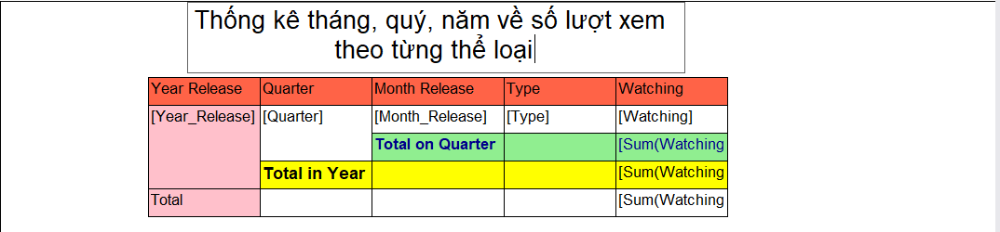 Thống kê tháng, quý, năm về số lượt xem
theo từng thể loại
Year Release Quarter Month Release Type Watching
[Year_Release] [Quarter] [Month_Release] [Type] [Watching]
Total on Quarter [Sum(Watching
Total in Year [Sum(Watching
Total [Sum(Watching